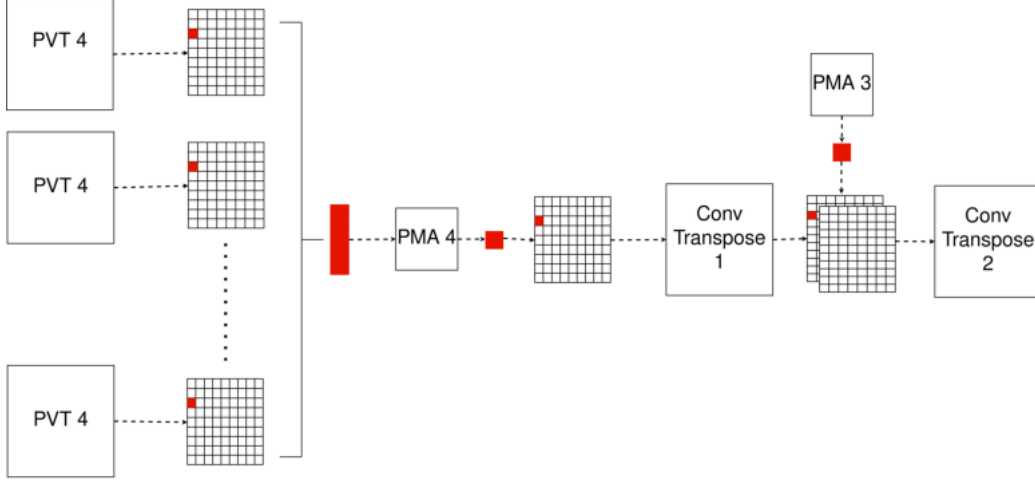 PVT 4
PVT 4
PVT 4
PMA 4
Conv
Transpose
1
PMA 3
Conv
Transpose
2